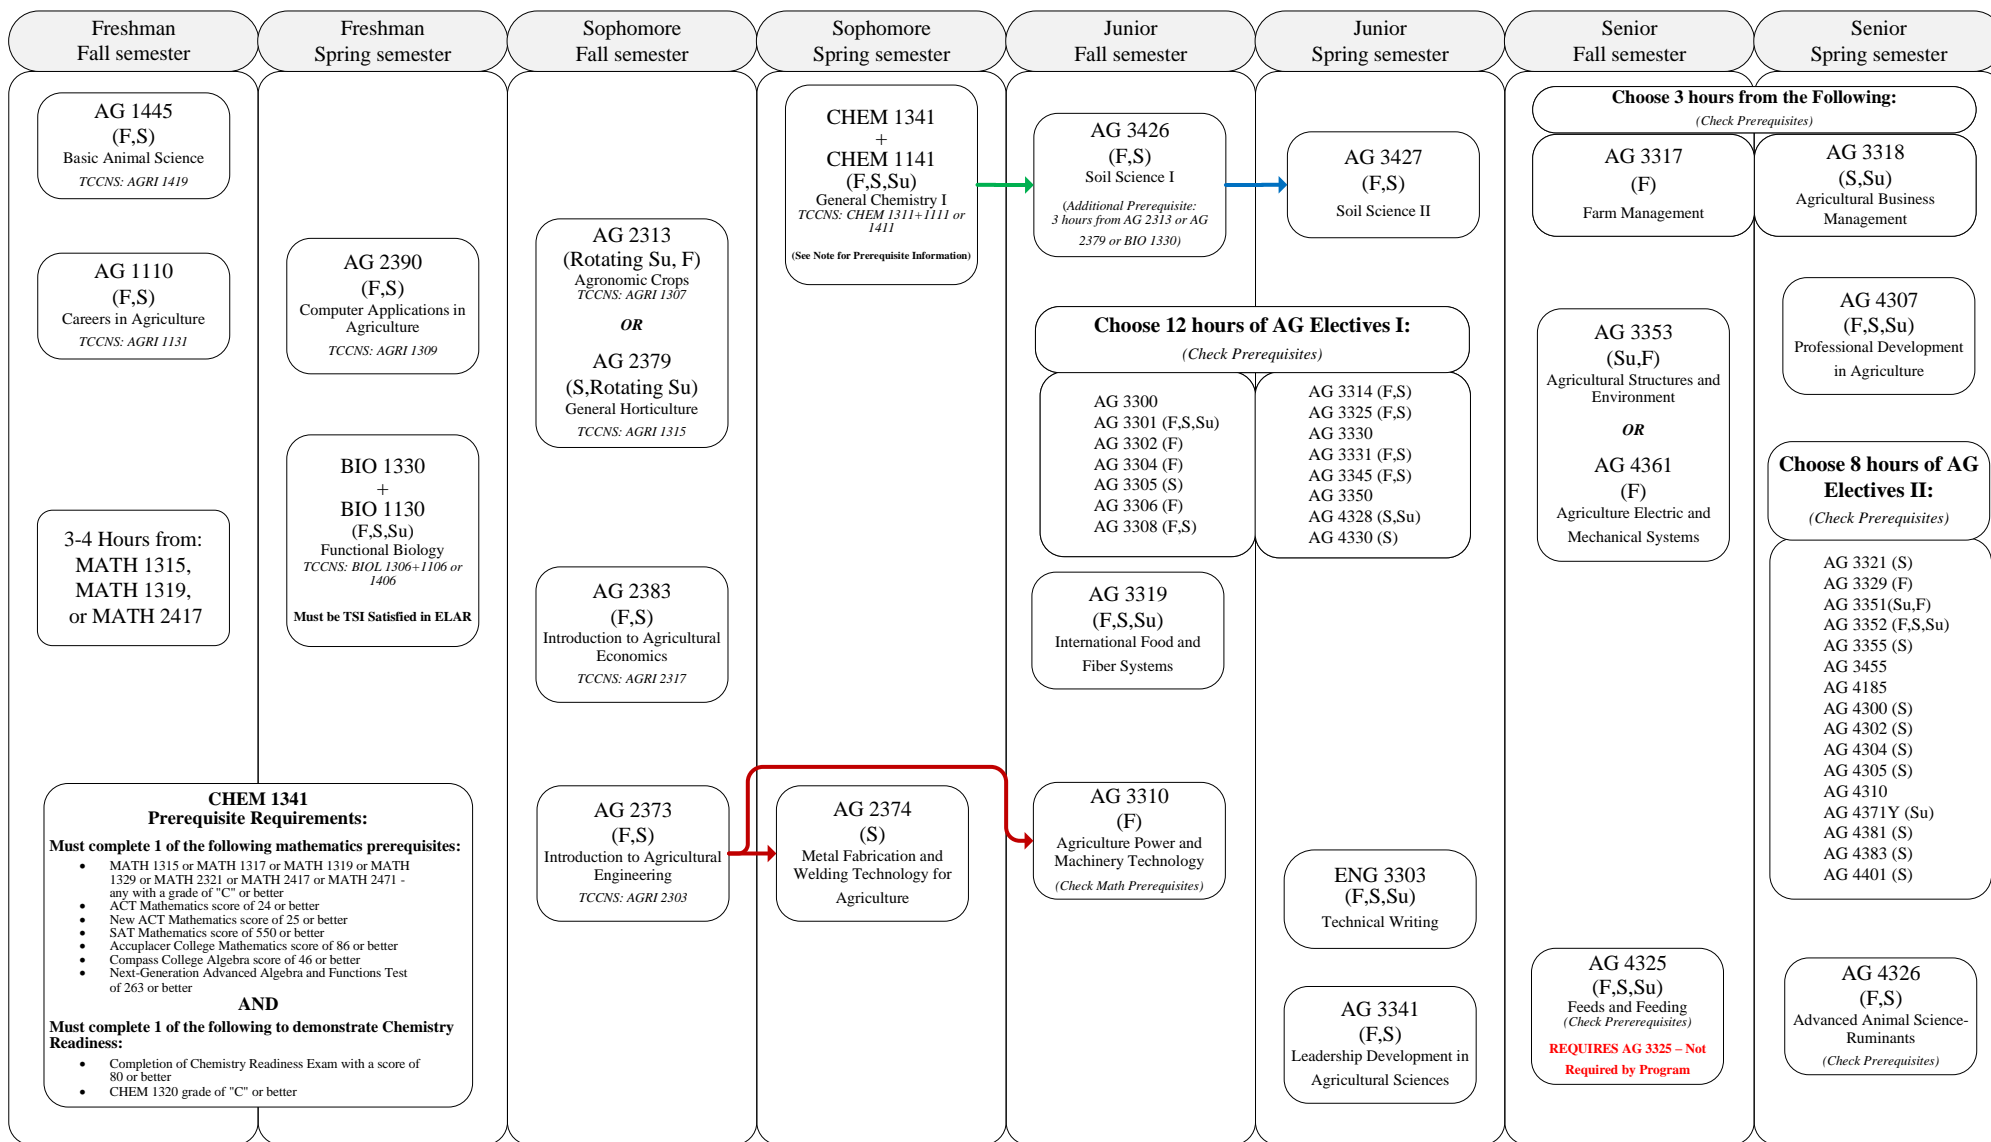 Freshman
Fall semester
Freshman
Spring semester
Sophomore
Fall semester
Sophomore
Spring semester
Junior
Fall semester
Junior
Spring semester
Senior
Fall semester
Senior
Spring semester
AG 1445
(F,S)
Basic Animal Science
TCCNS: AGRI 1419
AG 1110
(F,S)
Careers in Agriculture
TCCNS: AGRI 1131
3-4 Hours from:
MATH 1315,
MATH 1319,
or MATH 2417
CHEM 1341
Prerequisite Requirements:
Must complete 1 of the following mathematics prerequisites:
• MATH 1315 or MATH 1317 or MATH 1319 or MATH
1329 or MATH 2321 or MATH 2417 or MATH 2471 -
any with a grade of "C" or better
• ACT Mathematics score of 24 or better
• New ACT Mathematics score of 25 or better
• SAT Mathematics score of 550 or better
• Accuplacer College Mathematics score of 86 or better
• Compass College Algebra score of 46 or better
• Next-Generation Advanced Algebra and Functions Test
of 263 or better
AND
Must complete 1 of the following to demonstrate Chemistry
Readiness:
• Completion of Chemistry Readiness Exam with a score of
80 or better
• CHEM 1320 grade of "C" or better
AG 2390
(F,S)
Computer Applications in
Agriculture
TCCNS: AGRI 1309
BIO 1330
+
BIO 1130
(F,S,Su)
Functional Biology
TCCNS: BIOL 1306+1106 or
1406
Must be TSI Satisfied in ELAR
AG 2313
(Rotating Su, F)
Agronomic Crops
TCCNS: AGRI 1307
OR
AG 2379
(S,Rotating Su)
General Horticulture
TCCNS: AGRI 1315
AG 2383
(F,S)
Introduction to Agricultural
Economics
TCCNS: AGRI 2317
AG 2373
(F,S)
Introduction to Agricultural
Engineering
TCCNS: AGRI 2303
CHEM 1341
+
CHEM 1141
(F,S,Su)
General Chemistry I
TCCNS: CHEM 1311+1111 or
1411
(See Note for Prerequisite Information)
AG 2374
(S)
Metal Fabrication and
Welding Technology for
Agriculture
AG 3426
(F,S)
Soil Science I
(Additional Prerequisite:
3 hours from AG 2313 or AG
2379 or BIO 1330)
AG 3427
(F,S)
Soil Science II
Choose 12 hours of AG Electives I:
(Check Prerequisites)
AG 3300
AG 3301 (F,S,Su)
AG 3302 (F)
AG 3304 (F)
AG 3305 (S)
AG 3306 (F)
AG 3308 (F,S)
AG 3314 (F,S)
AG 3325 (F,S)
AG 3330
AG 3331 (F,S)
AG 3345 (F,S)
AG 3350
AG 4328 (S,Su)
AG 4330 (S)
AG 3319
(F,S,Su)
International Food and
Fiber Systems
AG 3310
(F)
Agriculture Power and
Machinery Technology
(Check Math Prerequisites)
ENG 3303
(F,S,Su)
Technical Writing
AG 3341
(F,S)
Leadership Development in
Agricultural Sciences
Choose 3 hours from the Following:
(Check Prerequisites)
AG 3317
(F)
Farm Management
AG 3318
(S,Su)
Agricultural Business
Management
AG 3353
(Su,F)
Agricultural Structures and
Environment
OR
AG 4361
(F)
Agriculture Electric and
Mechanical Systems
AG 4325
(F,S,Su)
Feeds and Feeding
(Check Prererequisites)
REQUIRES AG 3325 – Not
Required by Program
AG 4307
(F,S,Su)
Professional Development
in Agriculture
Choose 8 hours of AG
Electives II:
(Check Prerequisites)
AG 3321 (S)
AG 3329 (F)
AG 3351(Su,F)
AG 3352 (F,S,Su)
AG 3355 (S)
AG 3455
AG 4185
AG 4300 (S)
AG 4302 (S)
AG 4304 (S)
AG 4305 (S)
AG 4310
AG 4371Y (Su)
AG 4381 (S)
AG 4383 (S)
AG 4401 (S)
AG 4326
(F,S)
Advanced Animal Science-
Ruminants
(Check Prerequisites)